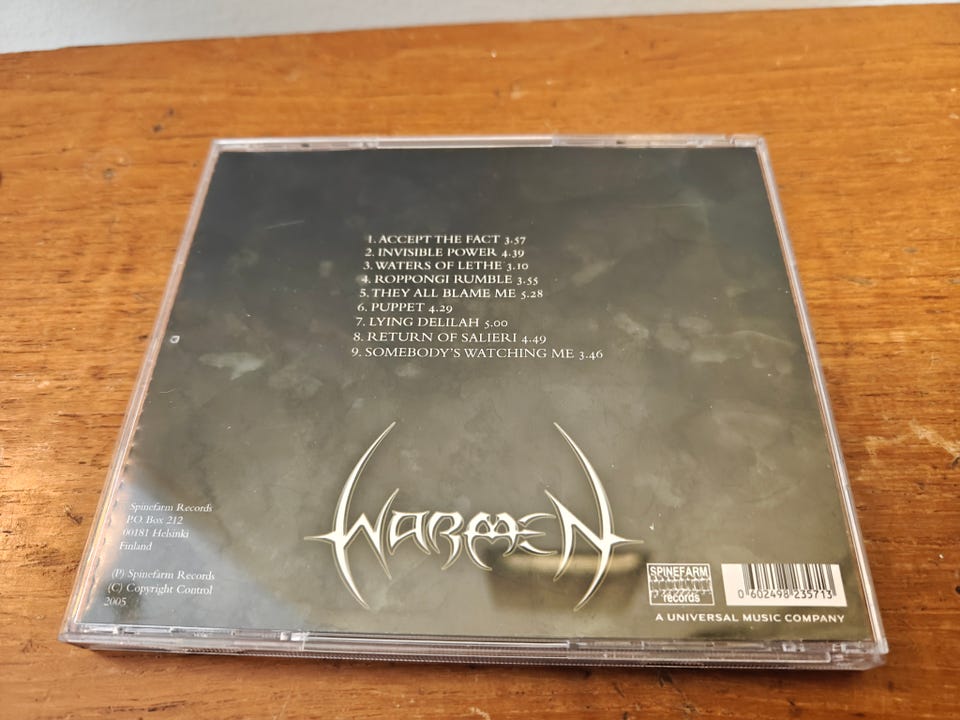 1. ACCEPT THE FACT 3.57
2. INVISIBLE POWER 4.39
3. WATERS OF LETHE 3.10
4. ROPPONGI RUMBLE 3.55
5. THEY ALL BLAME ME 5.28
6. PUPPET 4.29
7. LYING DELILAH 5.00
8. RETURN OF SALIERI 4.49
9. SOMEBODY'S WATCHING ME 3.46
WARMEN
Spinefarm Records
P.O. Box 212
00181 Helsinki
Finland
(P) Spinefarm Records
(C) Copyright Control
2005
SPINEFARM
records
0 602498 235713
A UNIVERSAL MUSIC COMPANY